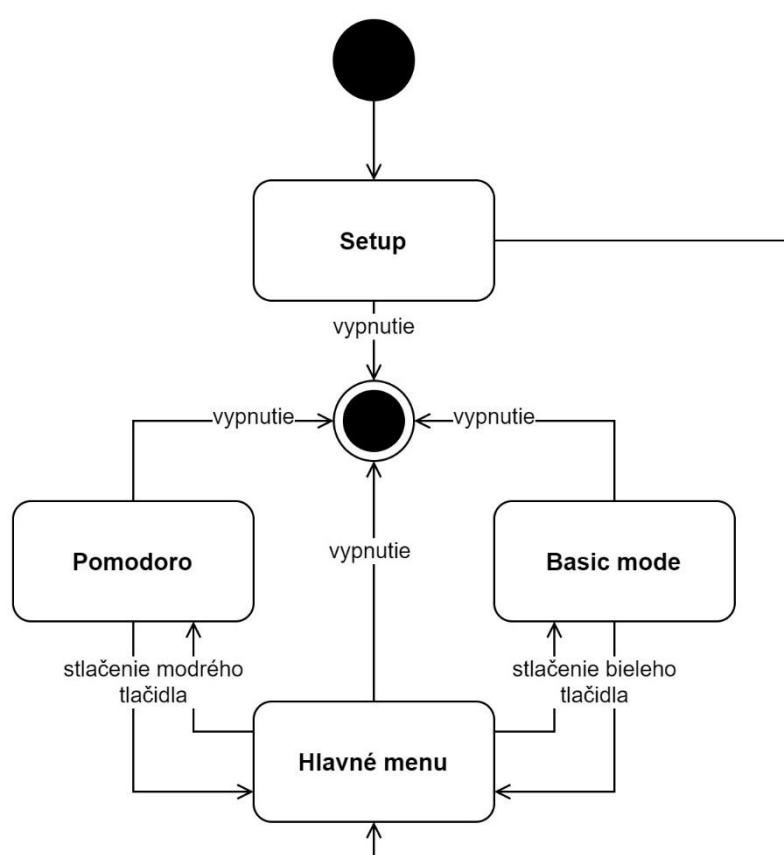 Setup
vypnutie
vypnutie
vypnutie
Pomodoro
vypnutie
Basic mode
stlačenie modrého
tlačidla
stlačenie bieleho
tlačidla
Hlavné menu